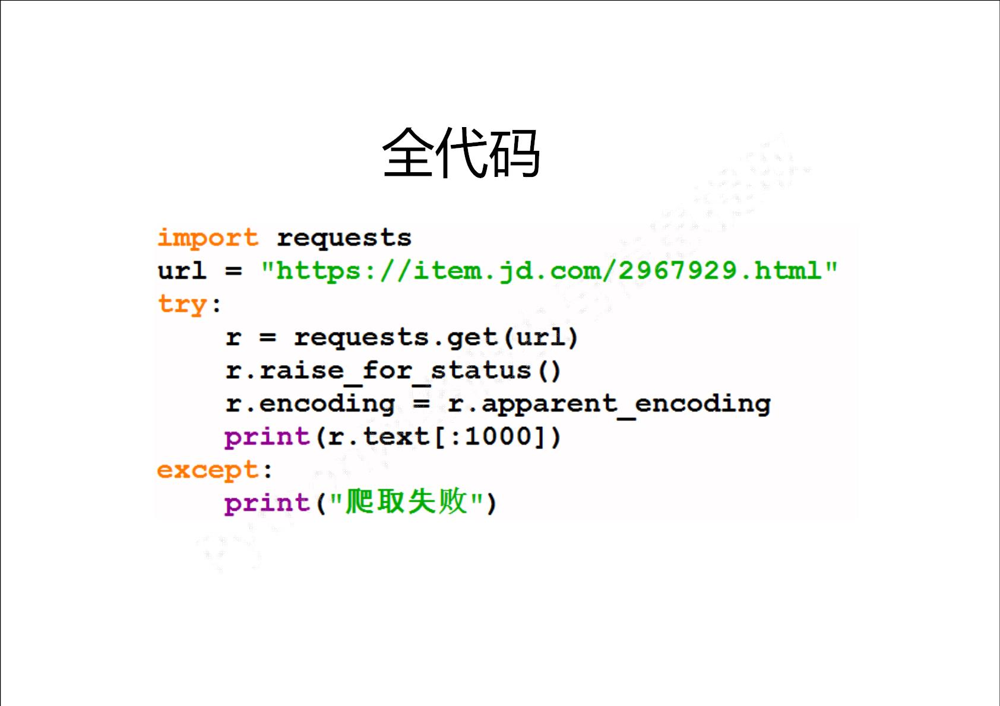 全代码
import requests
url = "https://item.jd.com/2967929.html"
try:
    r = requests.get(url)
    r.raise_for_status()
    r.encoding = r.apparent_encoding
    print(r.text[:1000])
except:
    print("爬取失败")